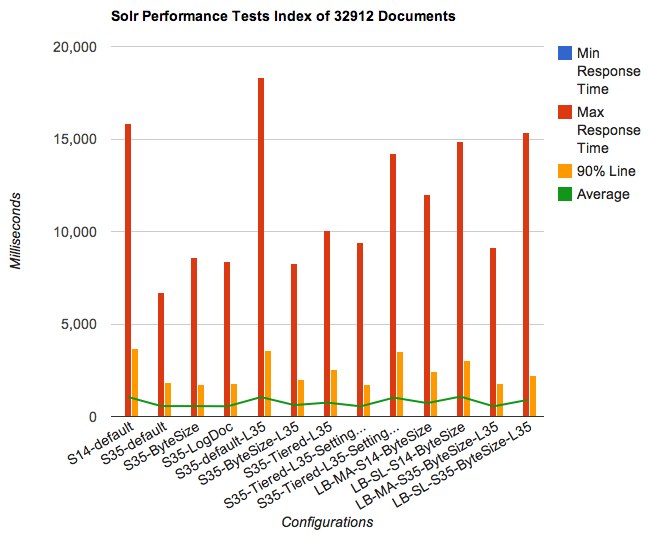 Solr Performance Tests Index of 32912 Documents
20,000
15,000
10,000
5,000
0
Milliseconds
S14-default
S35-default
S35-ByteSize
S35-LogDoc
S35-default-L35
S35-ByteSize-L35
S35-Tiered-L35
S35-Tiered-L35-Setting...
S35-Tiered-L35-Setting...
LB-MA-S14-ByteSize
LB-SL-S14-ByteSize
LB-MA-S35-ByteSize-L35
LB-SL-S35-ByteSize-L35
Configurations
Min
Response
Time
Max
Response
Time
90% Line
Average